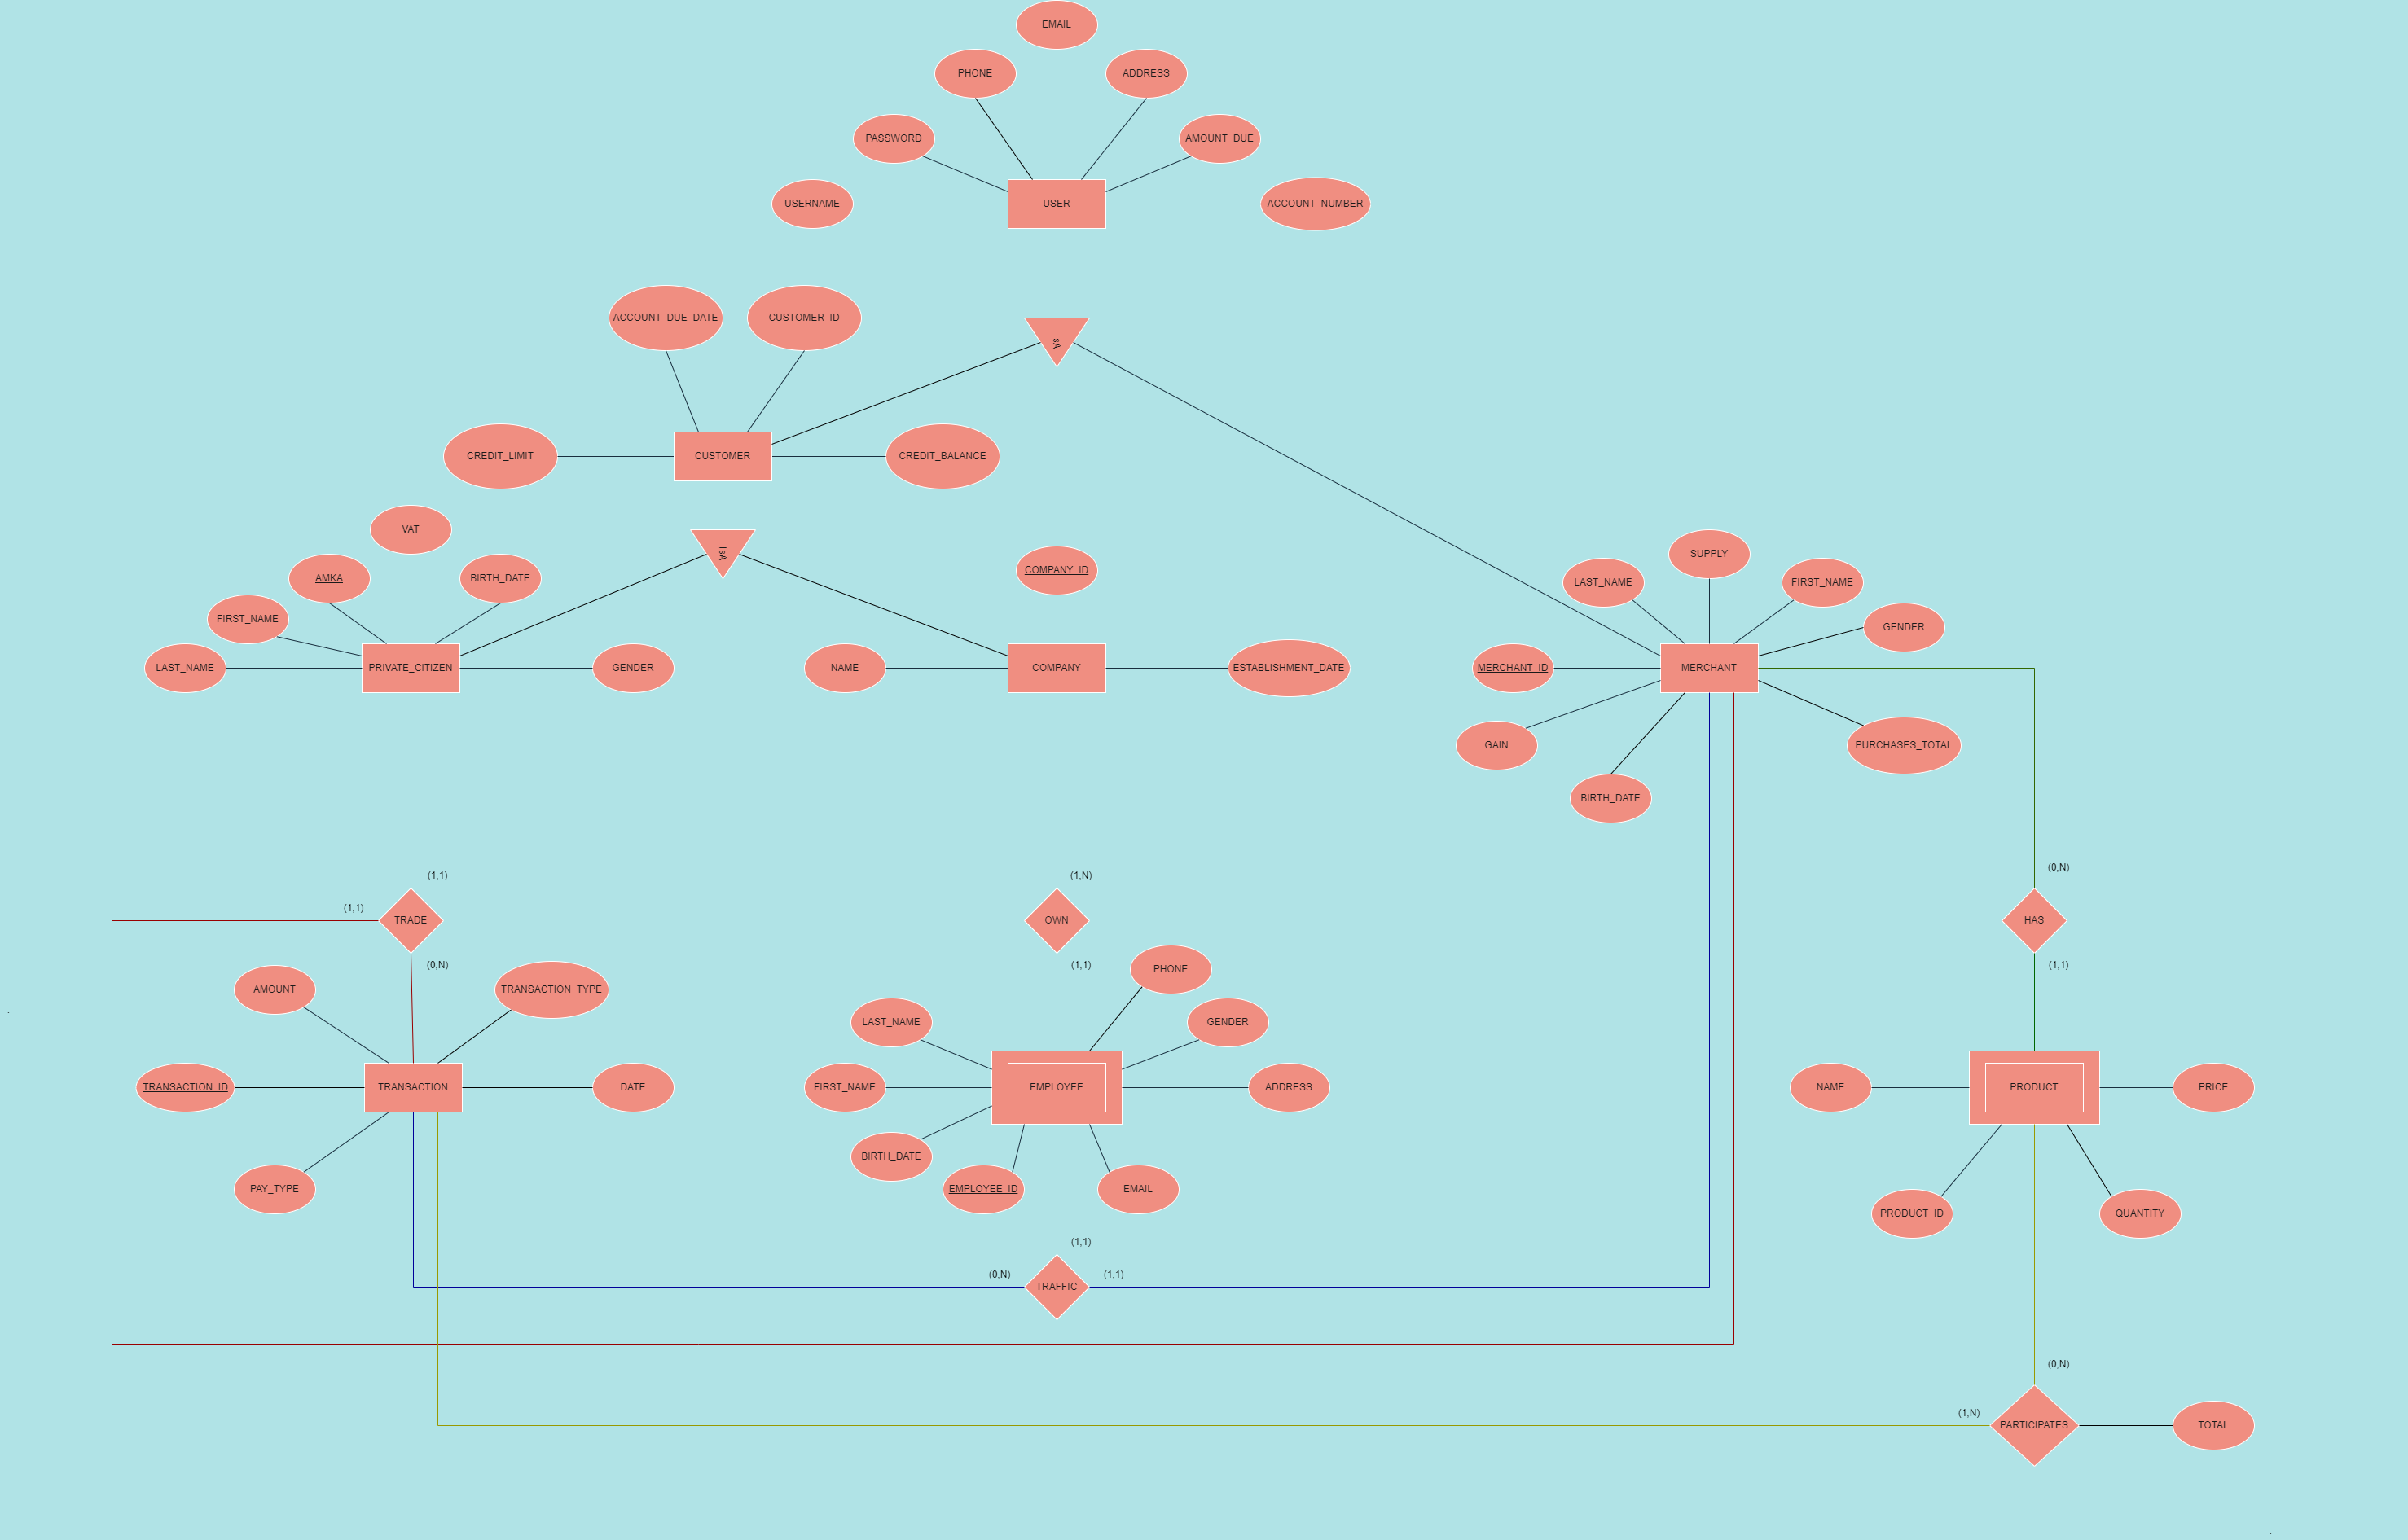 EMAIL
PHONE
ADDRESS
PASSWORD
AMOUNT_DUE
USERNAME
USER
ACCOUNT_NUMBER
ACCOUNT_DUE_DATE
CUSTOMER_ID
IsA
CREDIT_LIMIT
CUSTOMER
CREDIT_BALANCE
VAT
IsA
SUPPLY
AMKA
BIRTH_DATE
COMPANY_ID
LAST_NAME
FIRST_NAME
FIRST_NAME
GENDER
LAST_NAME
PRIVATE_CITIZEN
GENDER
NAME
COMPANY
ESTABLISHMENT_DATE
MERCHANT_ID
MERCHANT
GAIN
PURCHASES_TOTAL
BIRTH_DATE
(1,1)
(1,N)
(0,N)
(1,1)
TRADE
OWN
HAS
(0,N)
(1,1)
(1,1)
PHONE
AMOUNT
TRANSACTION_TYPE
LAST_NAME
GENDER
TRANSACTION_ID
TRANSACTION
DATE
FIRST_NAME
EMPLOYEE
ADDRESS
NAME
PRODUCT
PRICE
BIRTH_DATE
PAY_TYPE
EMPLOYEE_ID
EMAIL
PRODUCT_ID
QUANTITY
(1,1)
(0,N)
(1,1)
TRAFFIC
(0,N)
(1,N)
PARTICIPATES
TOTAL